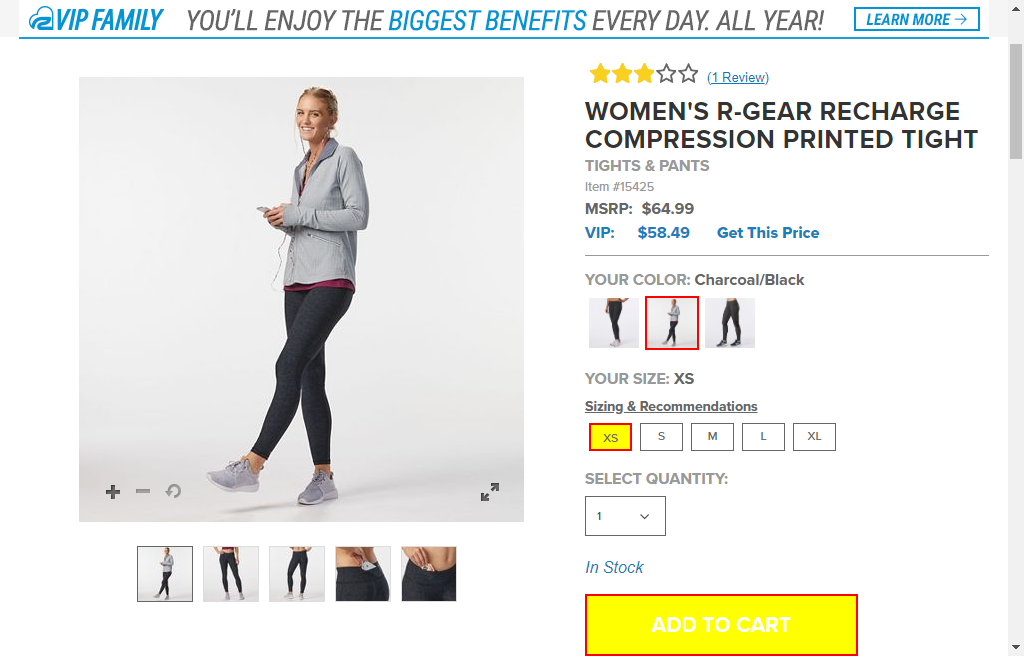 VIP FAMILY YOU'LL ENJOY THE BIGGEST BENEFITS EVERY DAY. ALL YEAR! LEARN MORE →
(1 Review)
WOMEN'S R-GEAR RECHARGE
COMPRESSION PRINTED TIGHT
TIGHTS & PANTS
Item #15425
MSRP: $64.99
VIP: $58.49 Get This Price
YOUR COLOR: Charcoal/Black
YOUR SIZE: XS
Sizing & Recommendations
XS S M L XL
SELECT QUANTITY:
1
In Stock
ADD TO CART